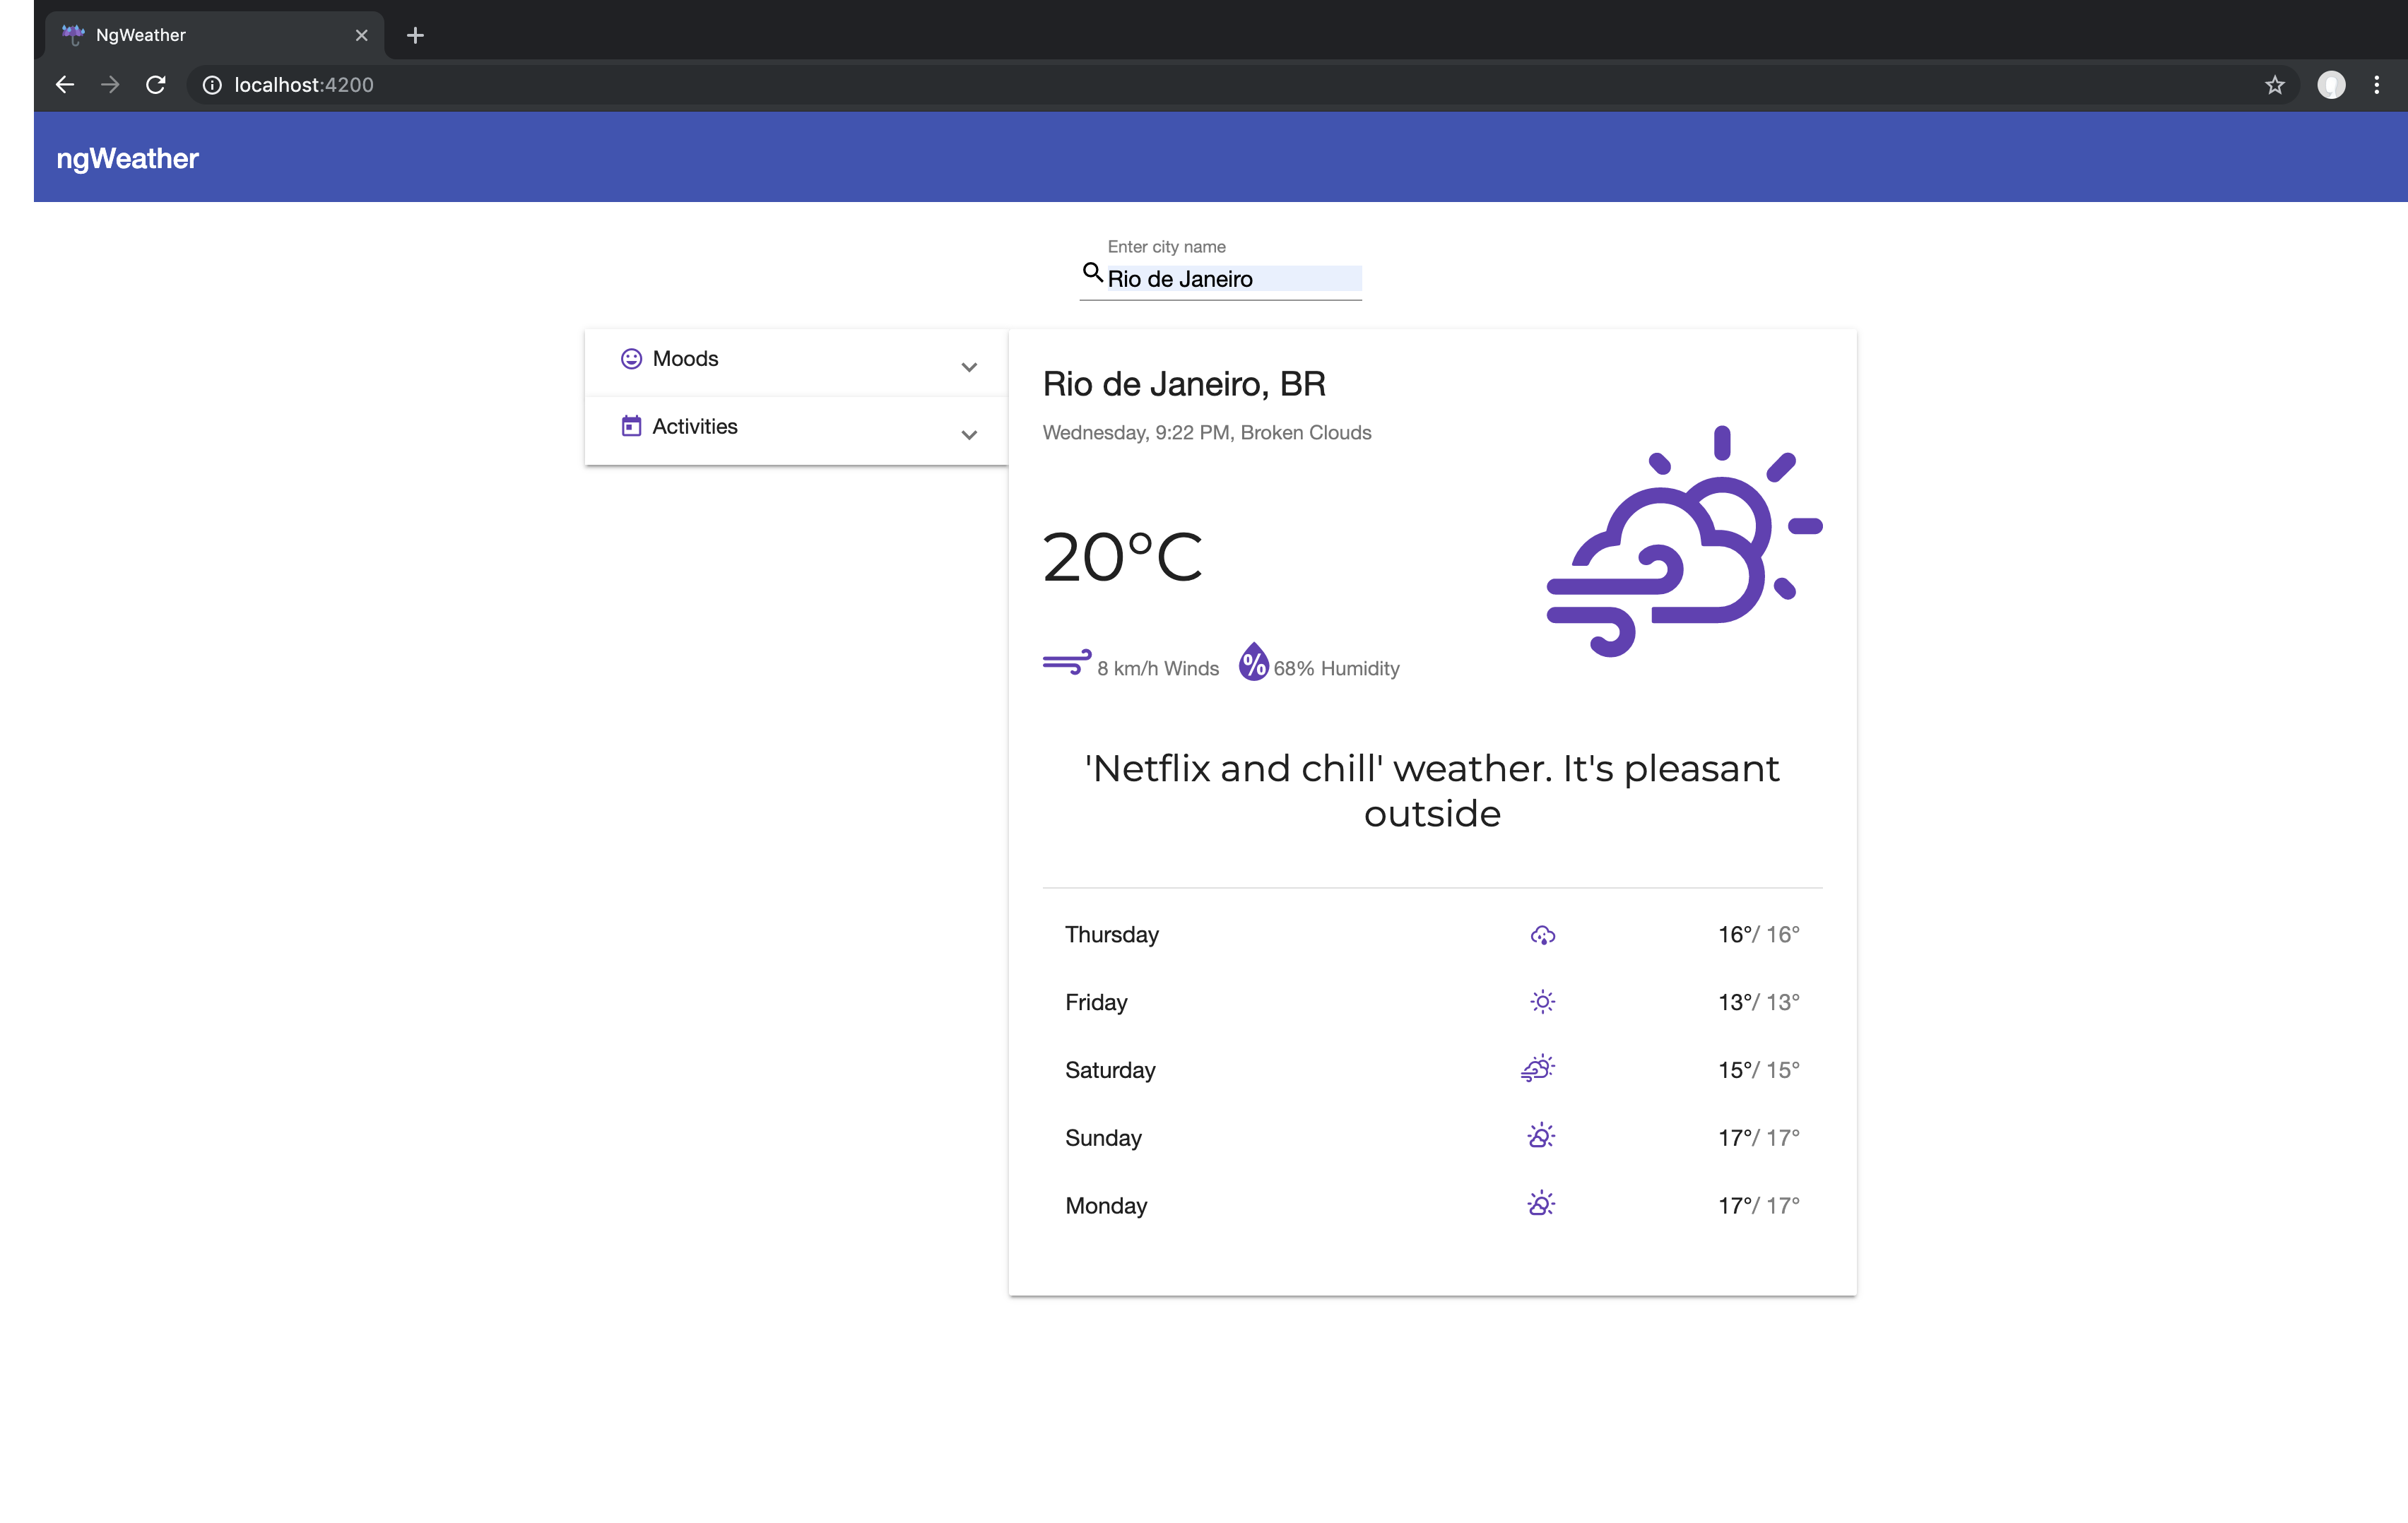 NgWeather
localhost:4200
ngWeather
Enter city name
Rio de Janeiro
Moods
Activities
Rio de Janeiro, BR
Wednesday, 9:22 PM, Broken Clouds
20°C
8 km/h Winds % 68% Humidity
'Netflix and chill' weather. It's pleasant
outside
Thursday 16°/ 16°
Friday 13°/ 13°
Saturday 15°/ 15°
Sunday 17°/ 17°
Monday 17°/ 17°